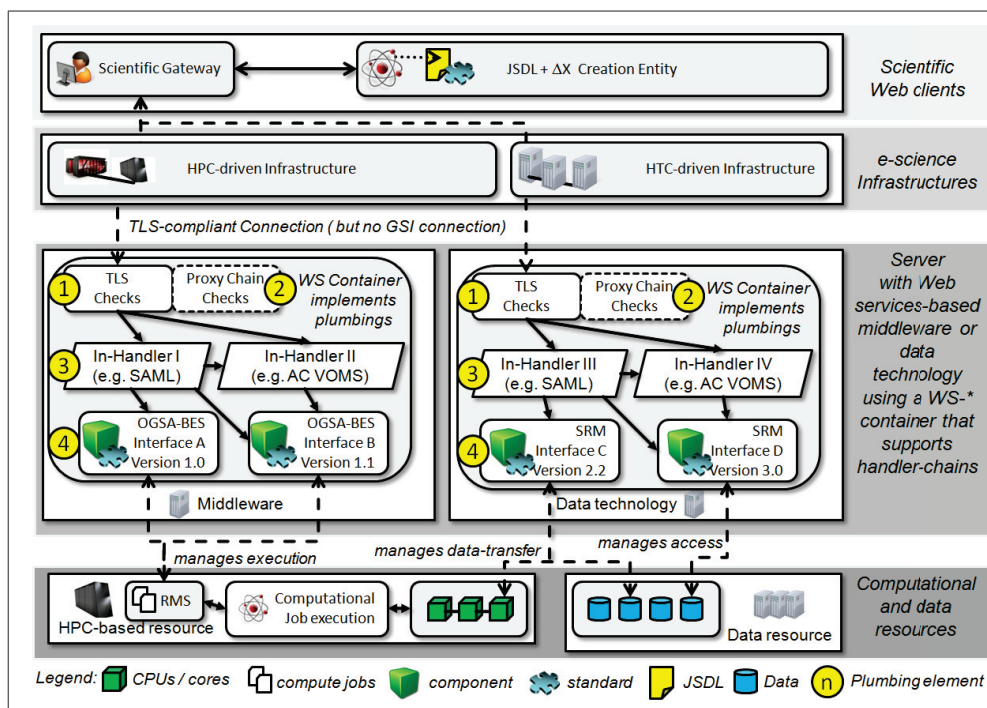 Scientific Gateway
JSDL + ΔX Creation Entity
Scientific
Web clients
HPC-driven Infrastructure
HTC-driven Infrastructure
e-science
Infrastructures
TLS-compliant Connection ( but no GSI connection)
1
TLS
Checks
Proxy Chain
Checks
2
WS Container
implements
plumbings
3
In-Handler I
(e.g. SAML)
In-Handler II
(e.g. AC VOMS)
4
OGSA-BES
Interface A
Version 1.0
OGSA-BES
Interface B
Version 1.1
Middleware
1
TLS
Checks
Proxy Chain
Checks
2
WS Container
implements
plumbings
3
In-Handler III
(e.g. SAML)
In-Handler IV
(e.g. AC VOMS)
4
SRM
Interface C
Version 2.2
SRM
Interface D
Version 3.0
Data technology
Server
with Web
services-based
middleware or
data
technology
using a WS-*
container that
supports
handler-chains
manages execution
manages data-transfer
manages access
RMS
HPC-based resource
Computational
Job execution
Data resource
Computational
and data
resources
Legend:
CPUs / cores
compute jobs
component
standard
JSDL
Data
n
Plumbing element